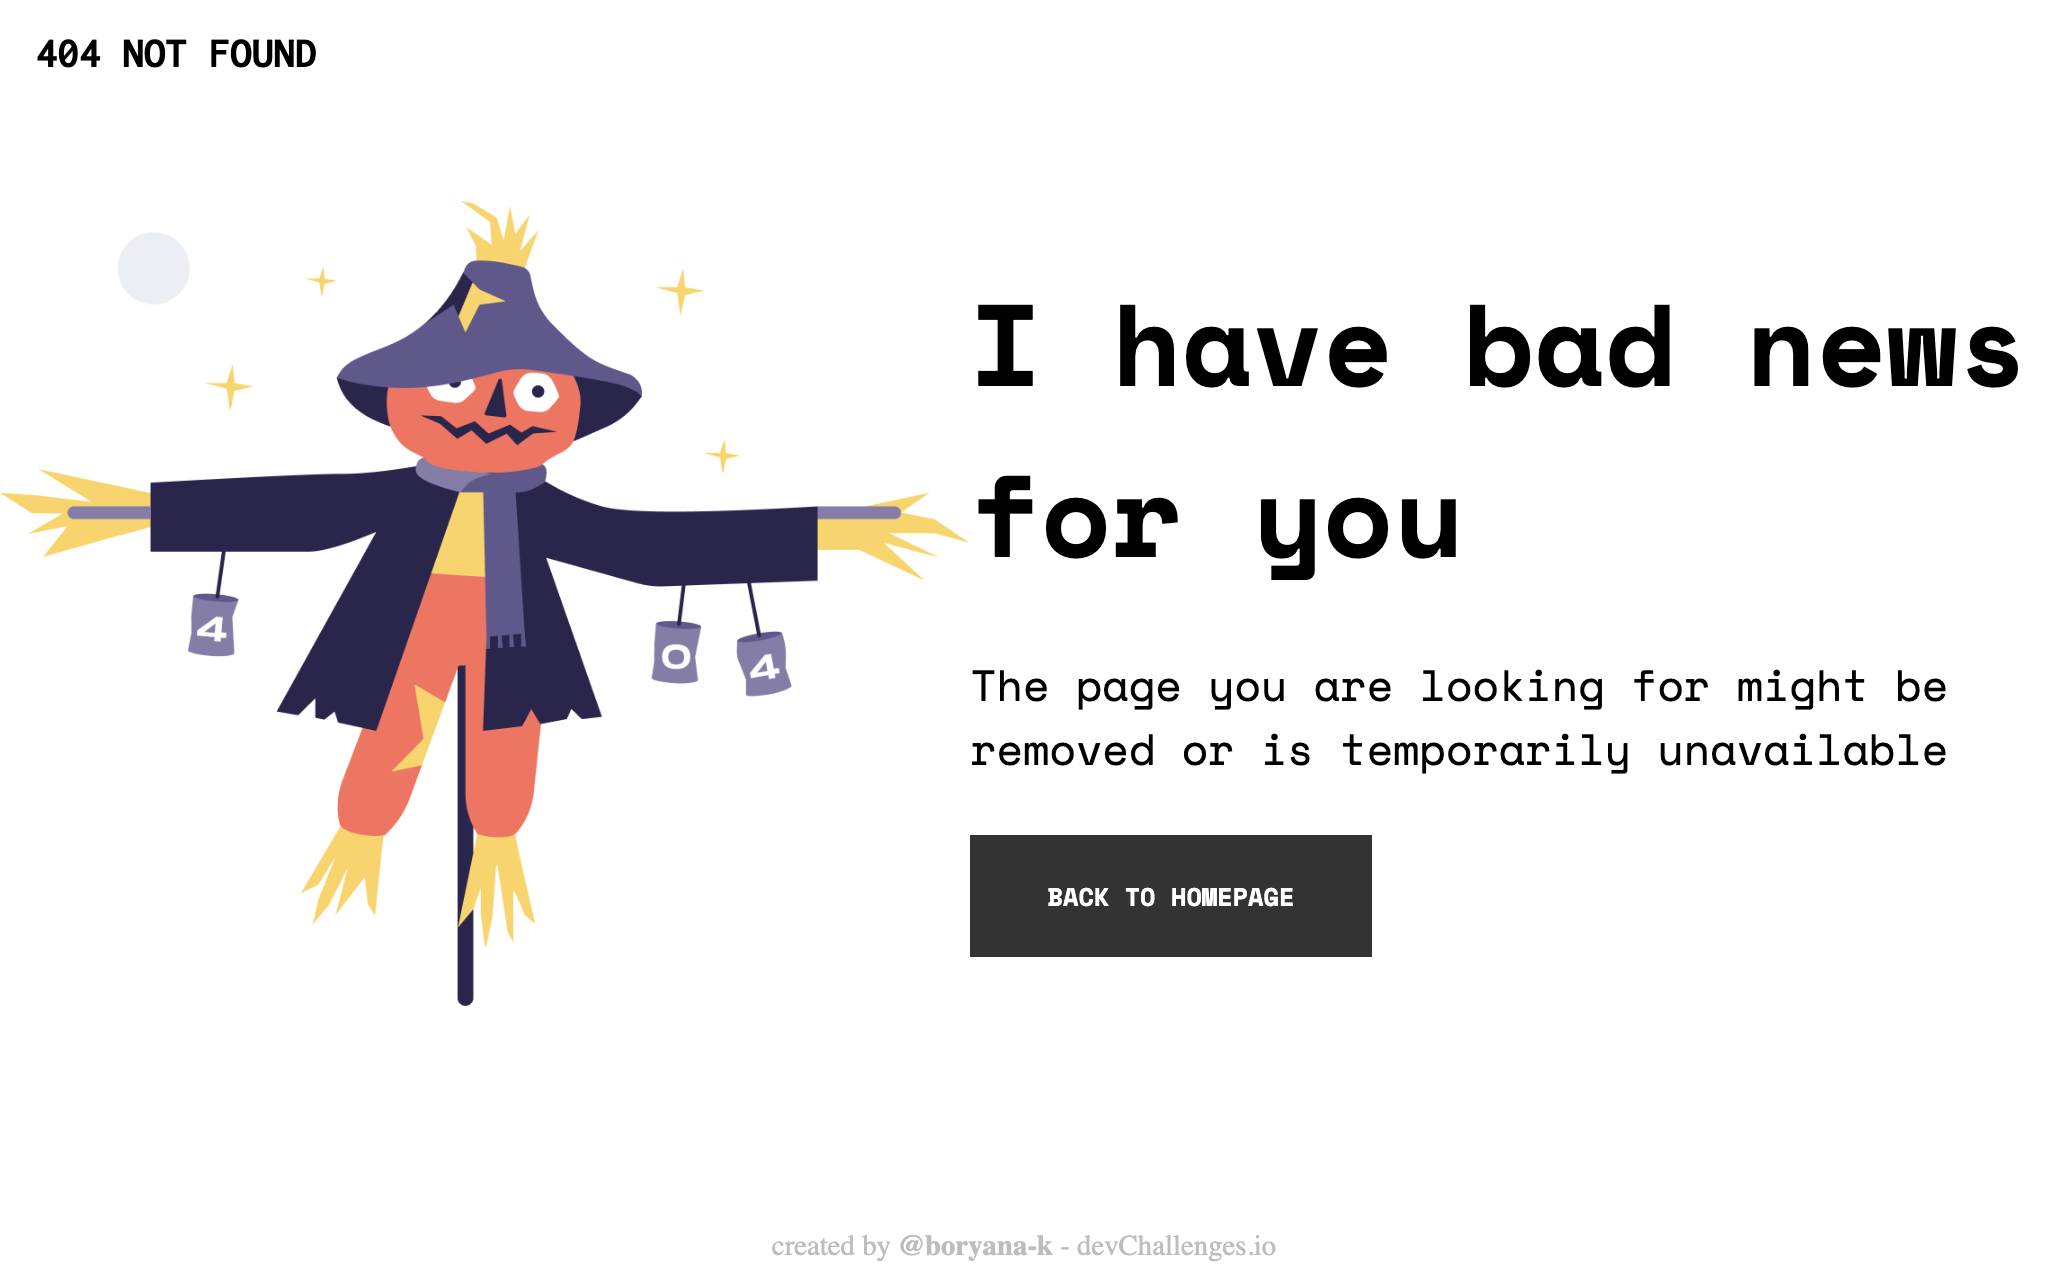 404 NOT FOUND
I have bad news
for you
4
0
4
The page you are looking for might be
removed or is temporarily unavailable
BACK TO HOMEPAGE
created by @boryana-k - devChallenges.io